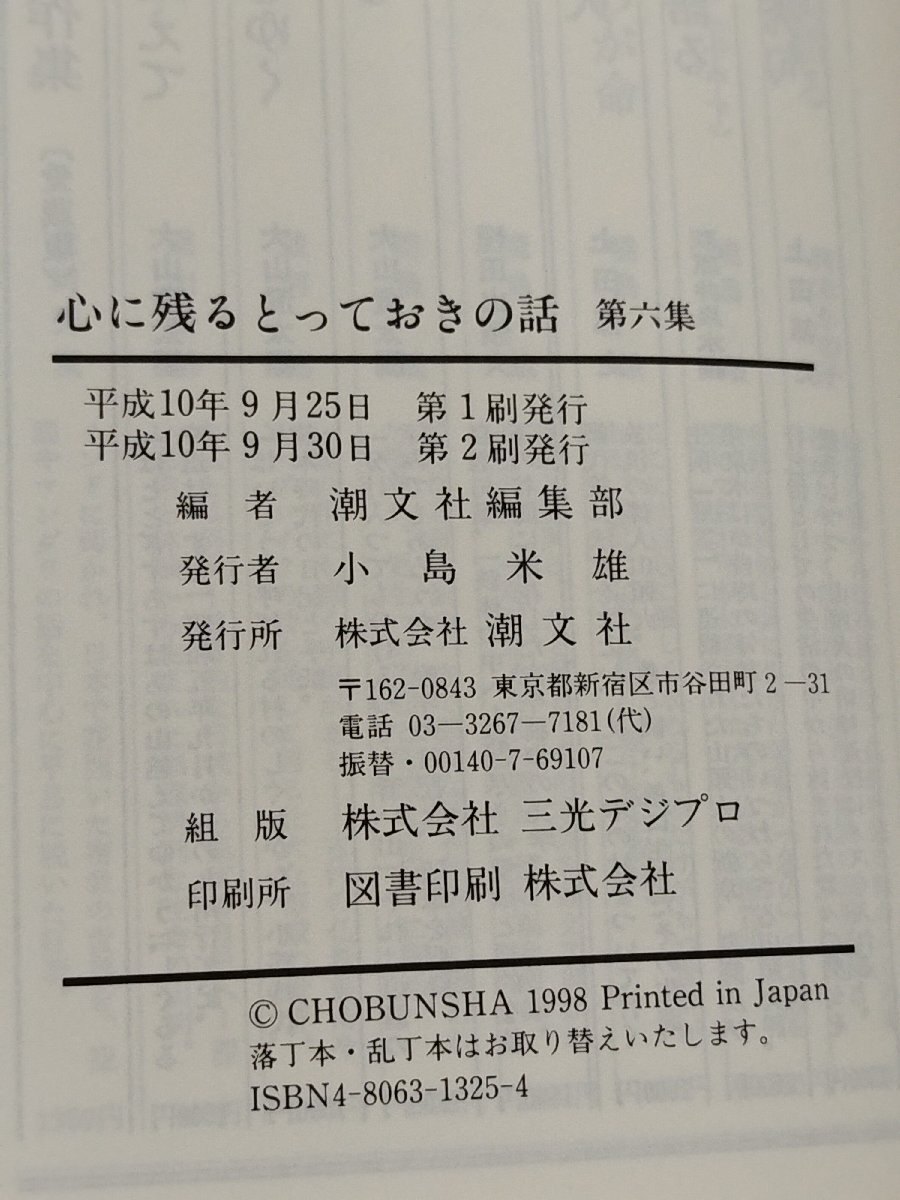 心に残るとっておきの話 第六集
平成10年9月25日 第1刷発行
平成10年9月30日 第2刷発行
編者 潮文社編集部
発行者 小島米雄
発行所 株式会社 潮文社
〒162-0843 東京都新宿区市谷田町2―31
電話 03―3267―7181(代)
振替・00140-7-69107
組版 株式会社 三光デジプロ
印刷所 図書印刷 株式会社
© CHOBUNSHA 1998 Printed in Japan
落丁本・乱丁本はお取り替えいたします。
ISBN4-8063-1325-4